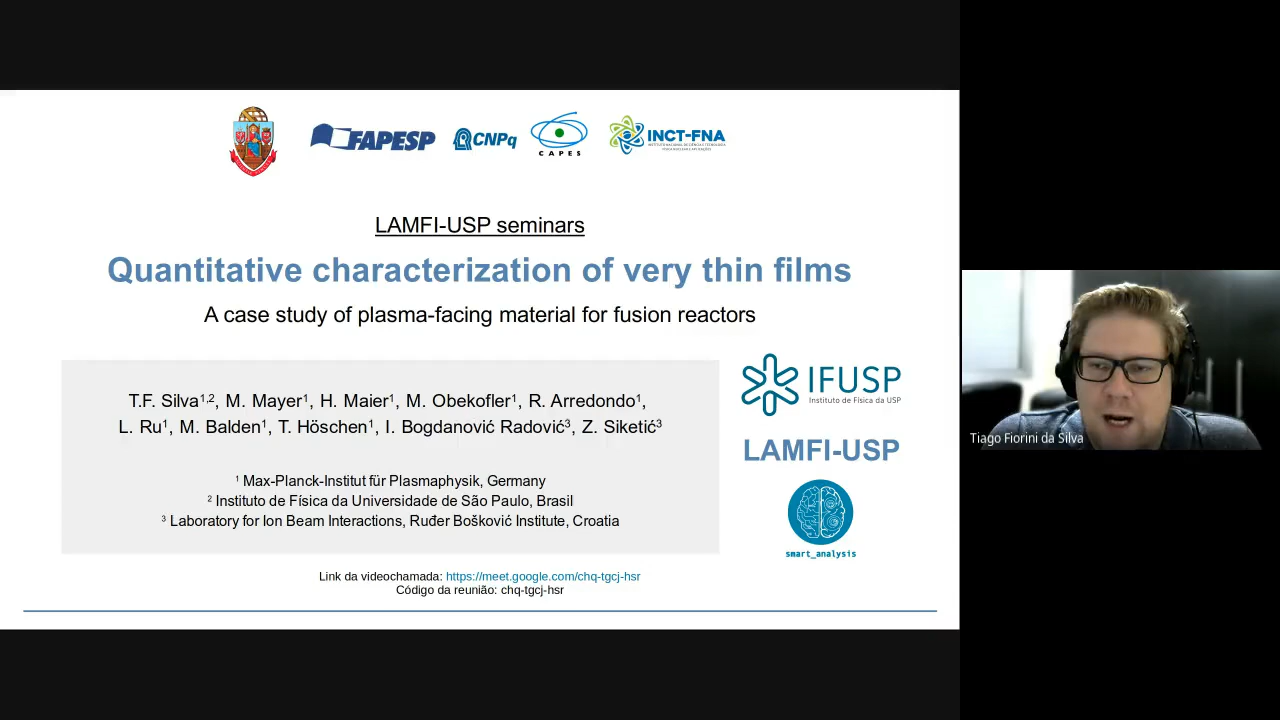 FAPESP
CNPq
CAPES
INCT-FNA
LAMFI-USP seminars
Quantitative characterization of very thin films
A case study of plasma-facing material for fusion reactors
T.F. Silva¹,², M. Mayer¹, H. Maier¹, M. Obekofler¹, R. Arredondo¹,
L. Ru¹, M. Balden¹, T. Höschen¹, I. Bogdanović Radović³, Z. Siketić³
¹ Max-Planck-Institut für Plasmaphysik, Germany
² Instituto de Física da Universidade de São Paulo, Brasil
³ Laboratory for Ion Beam Interactions, Ruđer Bošković Institute, Croatia
IFUSP
Instituto de Física da USP
LAMFI-USP
smart_analysis
Link da videochamada: https://meet.google.com/chq-tgcj-hsr
Código da reunião: chq-tgcj-hsr
Tiago Fiorini da Silva